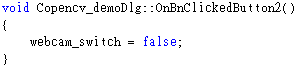 void Copencv_demoDlg::OnBnClickedButton2()
{
    webcam_switch = false;
}